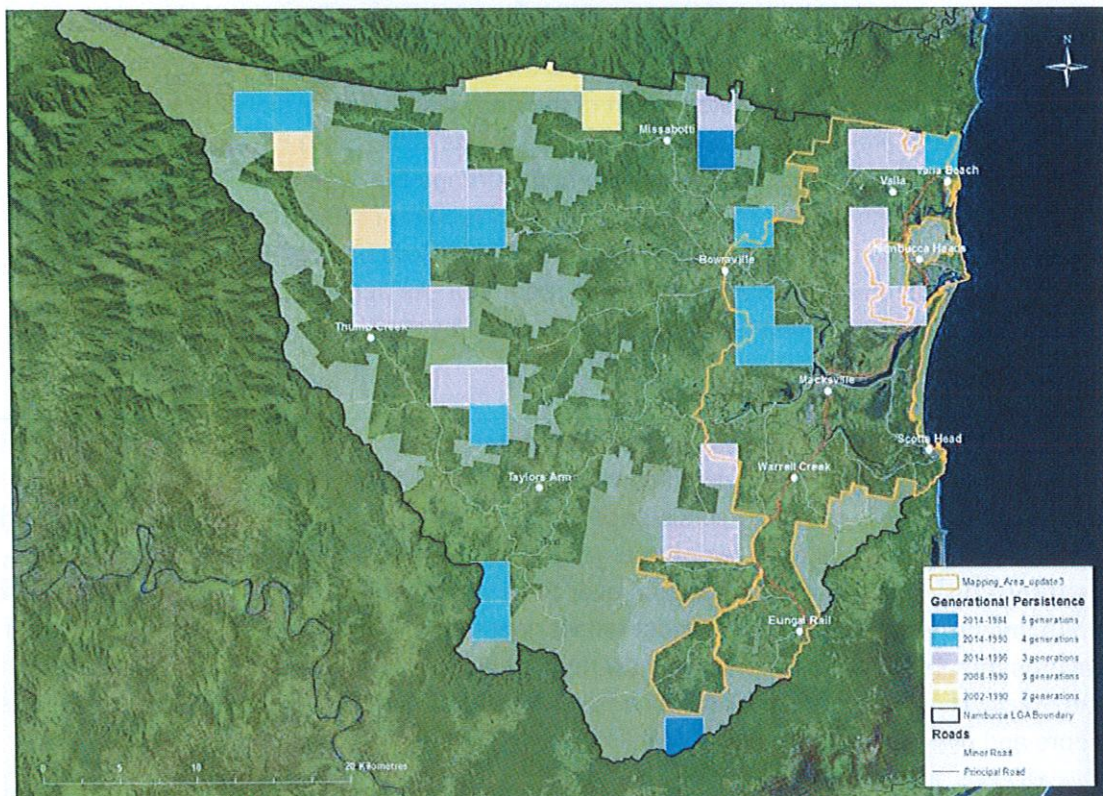 N
Missabotti
Valla Beach
Valla
Nambucca Heads
Bowraville
Thumb Creek
Macksville
Scotts Head
Warrell Creek
Taylors Arm
Eungai Rail
Mapping_Area_update3
Generational Persistence
2014-1984 5 generations
2014-1990 4 generations
2014-1996 3 generations
2008-1990 3 generations
2002-1990 2 generations
Nambucca LGA Boundary
Roads
Minor Road
Principal Road
0 5 10 20 Kilometres